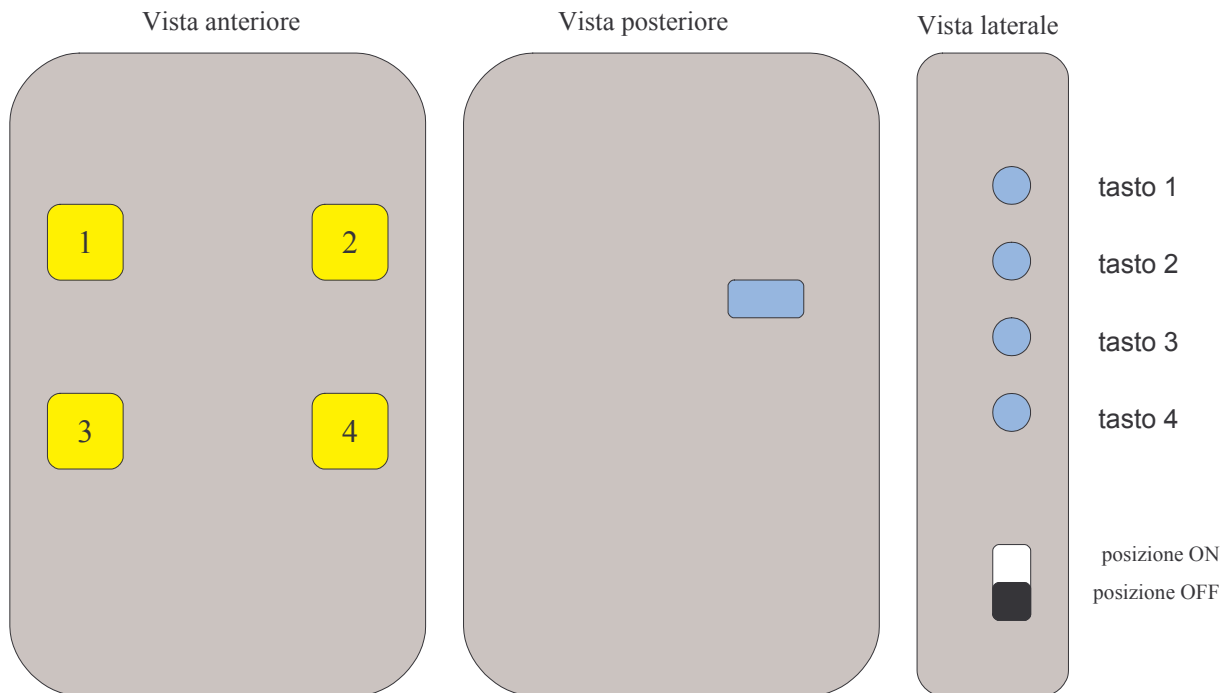 Vista anteriore
Vista posteriore
Vista laterale
tasto 1
1
2
tasto 2
tasto 3
3
4
tasto 4
posizione ON
posizione OFF